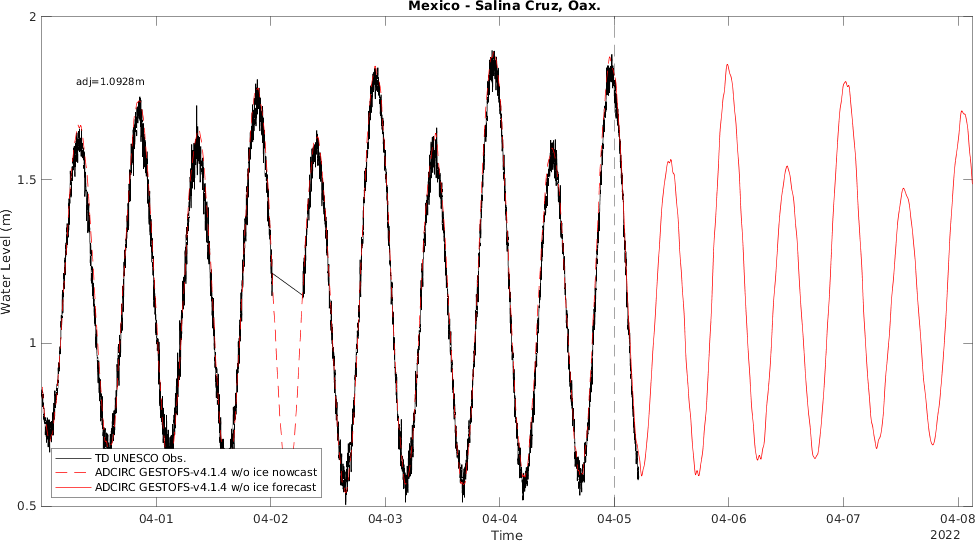 Mexico - Salina Cruz, Oax.
2
adj=1.0928m
1.5
Water Level (m)
1
TD UNESCO Obs.
ADCIRC GESTOFS-v4.1.4 w/o ice nowcast
ADCIRC GESTOFS-v4.1.4 w/o ice forecast
0.5
04-01 04-02 04-03 04-04 04-05 04-06 04-07 04-08
Time 2022